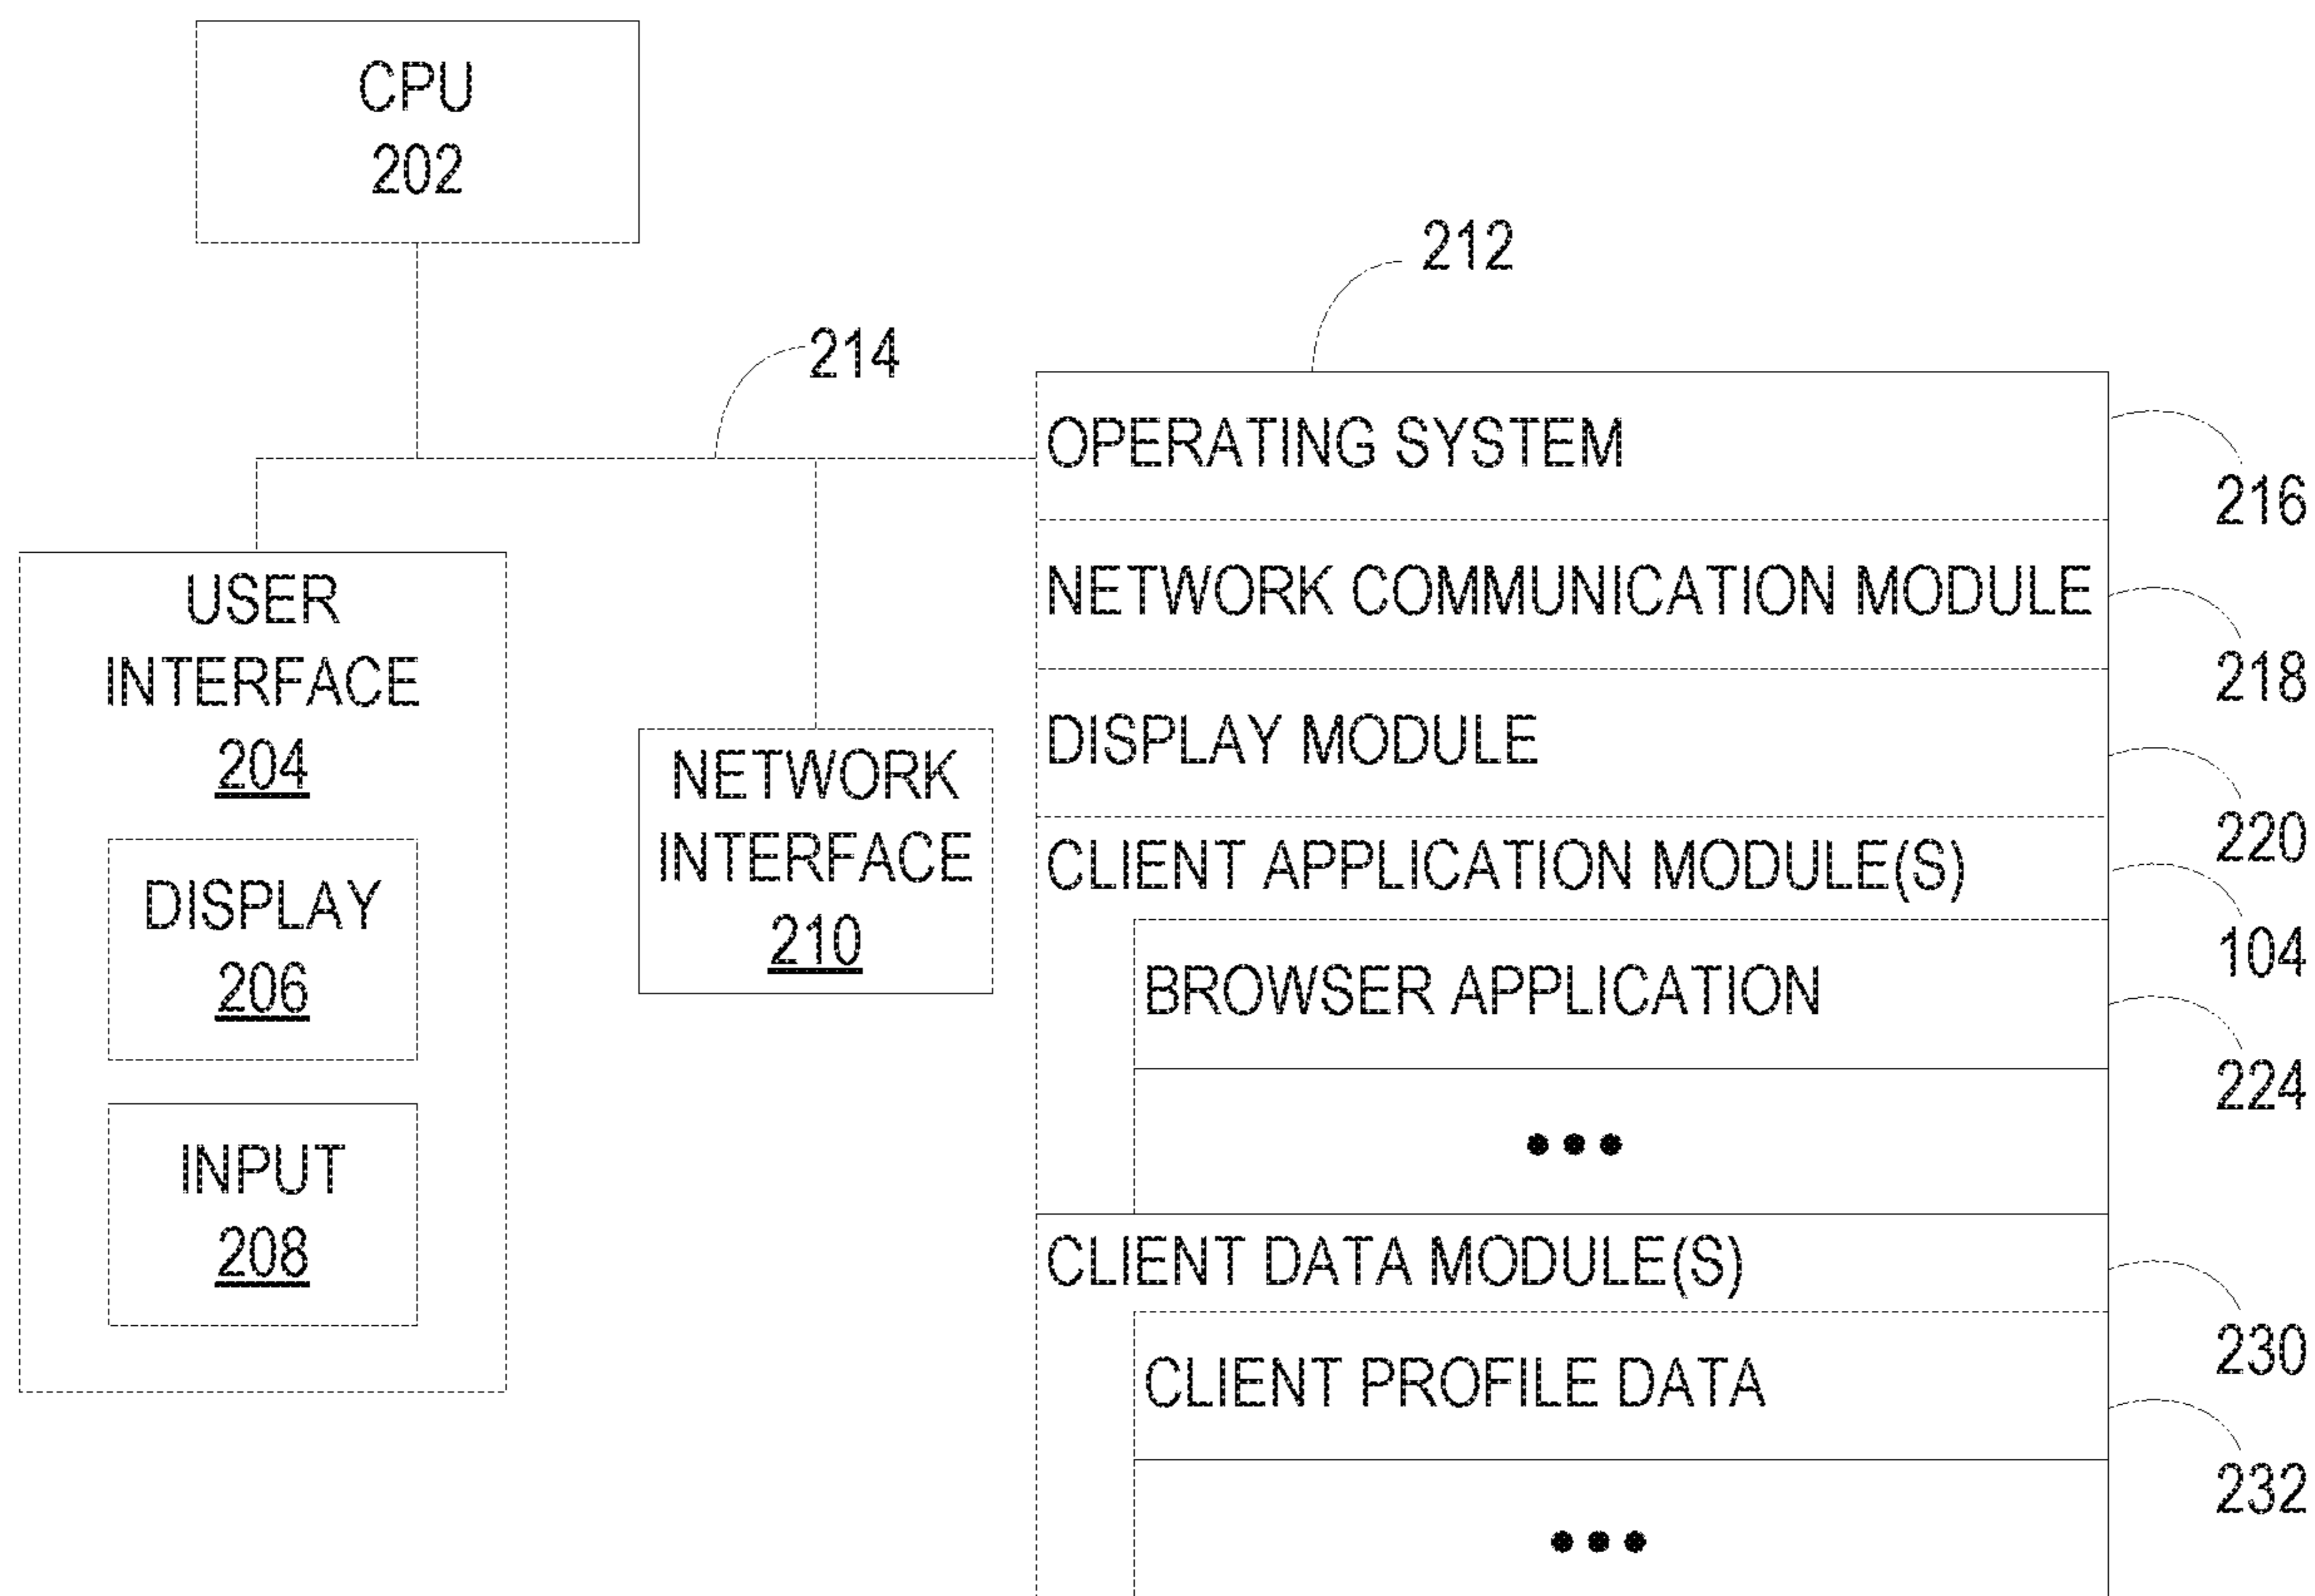 CPU
202
212
214
OPERATING SYSTEM
216
NETWORK COMMUNICATION MODULE
218
DISPLAY MODULE
220
CLIENT APPLICATION MODULE(S)
104
BROWSER APPLICATION
224
•••
CLIENT DATA MODULE(S)
230
CLIENT PROFILE DATA
232
•••
USER
INTERFACE
204
DISPLAY
206
INPUT
208
NETWORK
INTERFACE
210